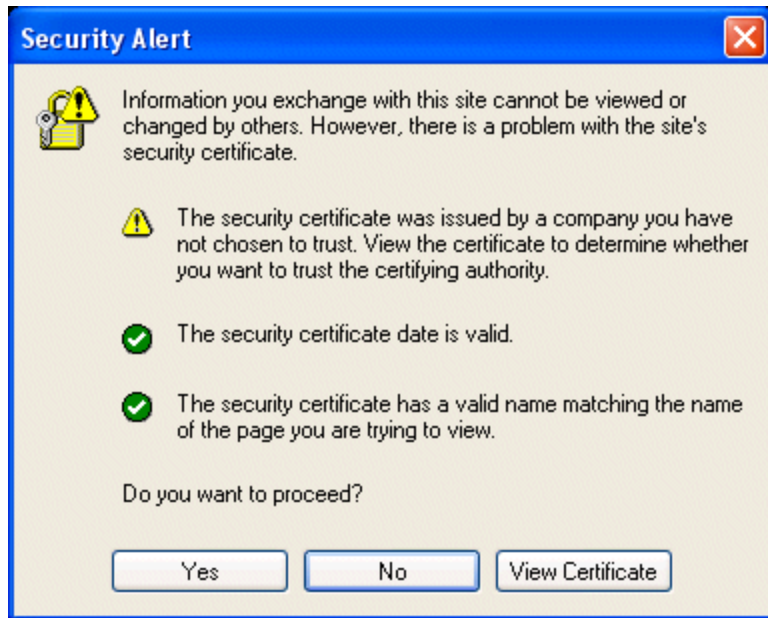 Security Alert
Information you exchange with this site cannot be viewed or
changed by others. However, there is a problem with the site's
security certificate.
The security certificate was issued by a company you have
not chosen to trust. View the certificate to determine whether
you want to trust the certifying authority.
The security certificate date is valid.
The security certificate has a valid name matching the name
of the page you are trying to view.
Do you want to proceed?
Yes
No
View Certificate